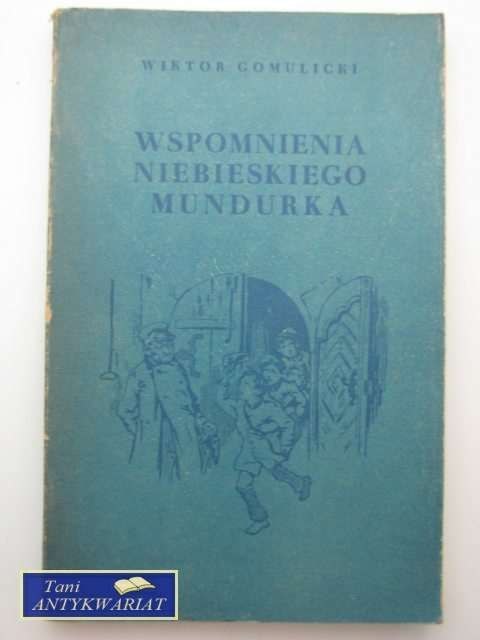 WIKTOR GOMULICKI
WSPOMNIENIA
NIEBIESKIEGO
MUNDURKA
Tani
ANTYKWARIAT